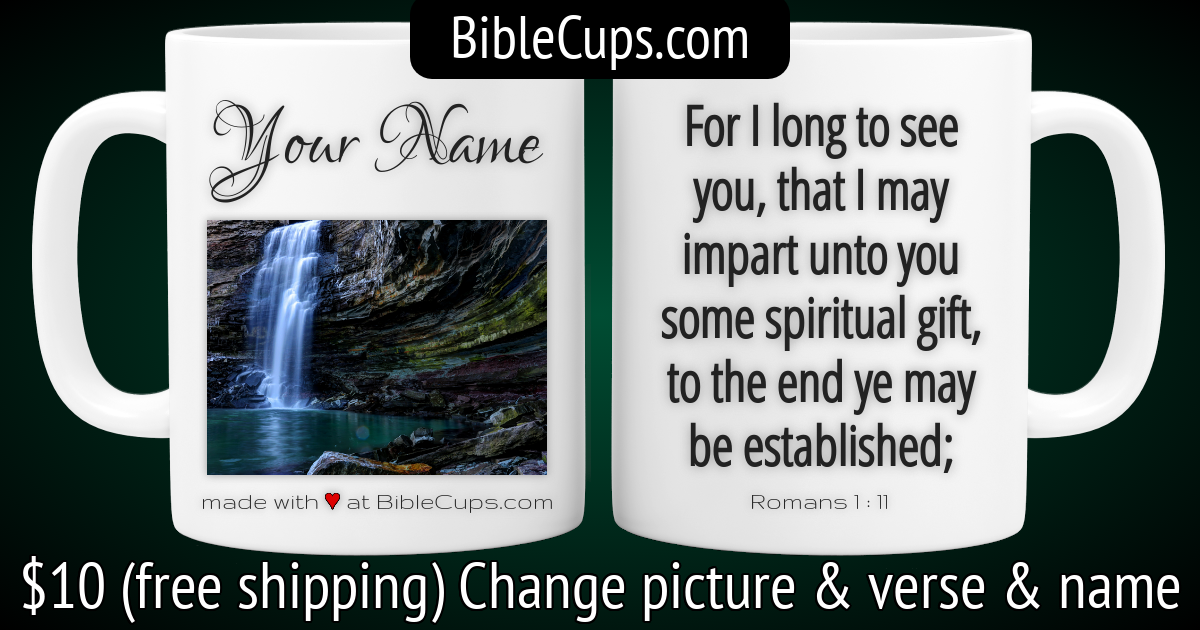 BibleCups.com
Your Name
made with ♥ at BibleCups.com
For I long to see
you, that I may
impart unto you
some spiritual gift,
to the end ye may
be established;
Romans 1 : 11
$10 (free shipping) Change picture & verse & name